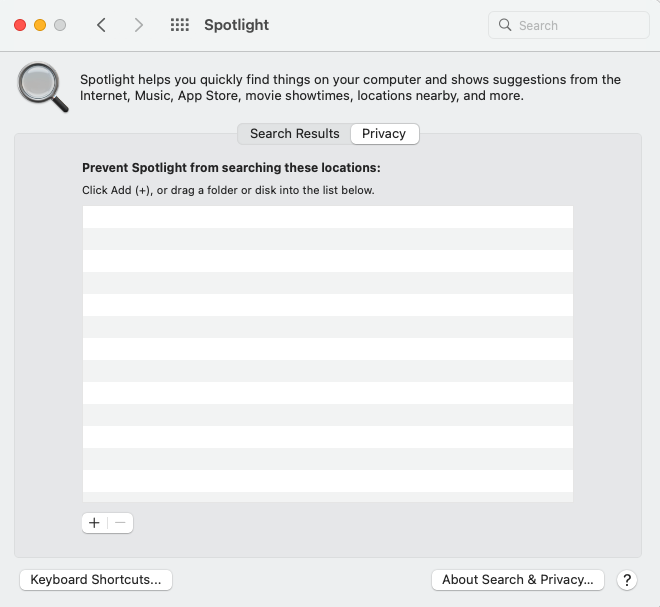 Spotlight
Search
Spotlight helps you quickly find things on your computer and shows suggestions from the
Internet, Music, App Store, movie showtimes, locations nearby, and more.
Search Results
Privacy
Prevent Spotlight from searching these locations:
Click Add (+), or drag a folder or disk into the list below.
+ −
Keyboard Shortcuts...
About Search & Privacy...
?